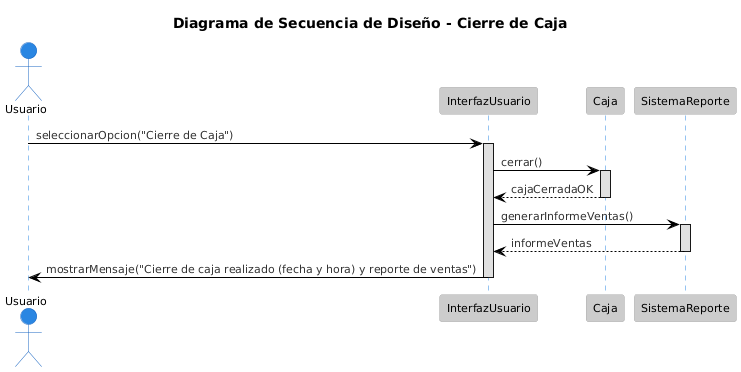 Diagrama de Secuencia de Diseño - Cierre de Caja
Usuario
InterfazUsuario
Caja
SistemaReporte
seleccionarOpcion("Cierre de Caja")
cerrar()
cajaCerradaOK
generarInformeVentas()
informeVentas
mostrarMensaje("Cierre de caja realizado (fecha y hora) y reporte de ventas")
Usuario
InterfazUsuario
Caja
SistemaReporte